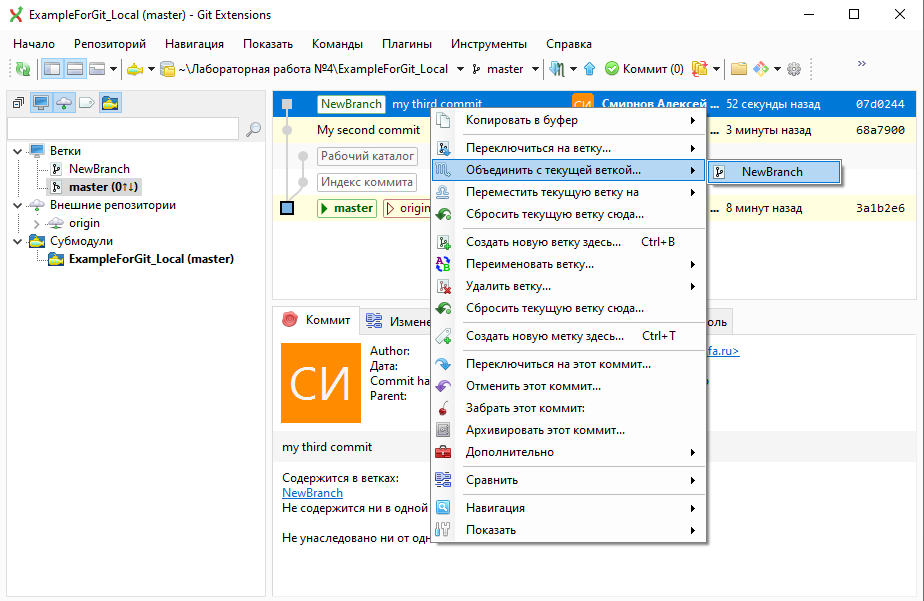 ExampleForGit_Local (master) - Git Extensions
Начало Репозиторий Навигация Показать Команды Плагины Инструменты Справка
~\Лабораторная работа №4\ExampleForGit_Local master Коммит (0) »
Ветки
NewBranch
master (0↑↓)
Внешние репозитории
origin
Субмодули
ExampleForGit_Local (master)
NewBranch my third commit СИ Смирнов Алексей ... 52 секунды назад 07d0244
My second commit ... 3 минуты назад 68a7900
Рабочий каталог
Индекс коммита
master origin ... 8 минут назад 3a1b2e6
Копировать в буфер
Переключиться на ветку...
Объединить с текущей веткой... NewBranch
Переместить текущую ветку на
Сбросить текущую ветку сюда...
Создать новую ветку здесь... Ctrl+B
Переименовать ветку...
Удалить ветку...
Сбросить текущую ветку сюда...
Создать новую метку здесь... Ctrl+T
Переключиться на этот коммит...
Отменить этот коммит...
Забрать этот коммит:
Архивировать этот коммит...
Дополнительно
Сравнить
Навигация
Показать
Коммит Измене оль
СИ
Author: fa.ru>
Дата:
Commit ha
Parent:
my third commit
Содержится в ветках:
NewBranch
Не содержится ни в одной
Не унаследовано ни от одн